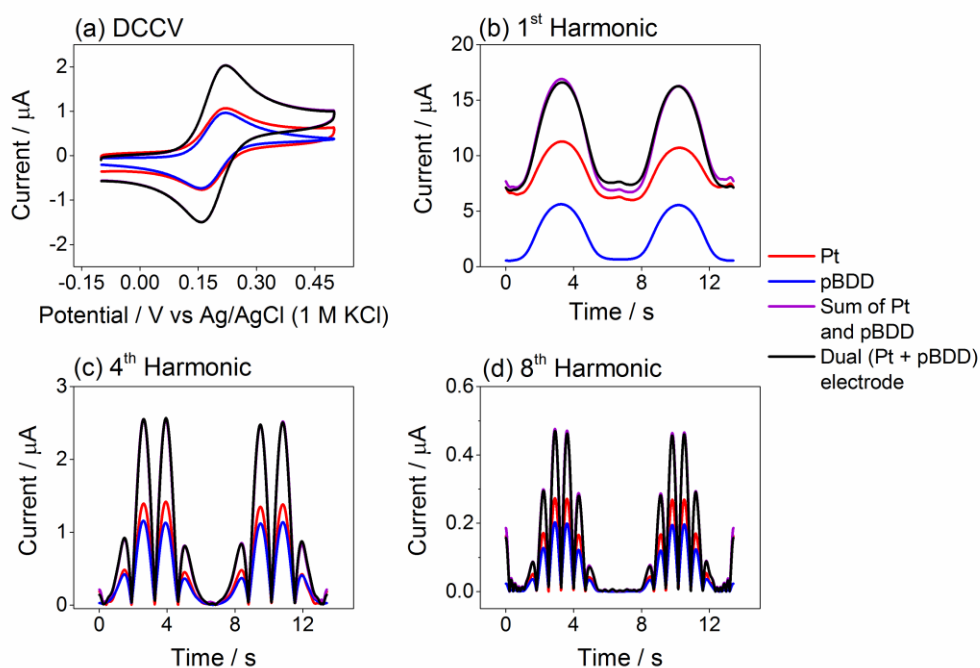 (a) DCCV
Current / μA
2
1
0
-1
-2
-0.15 0.00 0.15 0.30 0.45
Potential / V vs Ag/AgCl (1 M KCl)
(b) 1st Harmonic
Current / μA
20
15
10
5
0
0 4 8 12
Time / s
Pt
pBDD
Sum of Pt
and pBDD
Dual (Pt + pBDD)
electrode
(c) 4th Harmonic
Current / μA
3
2
1
0
0 4 8 12
Time / s
(d) 8th Harmonic
Current / μA
0.6
0.4
0.2
0.0
0 4 8 12
Time / s